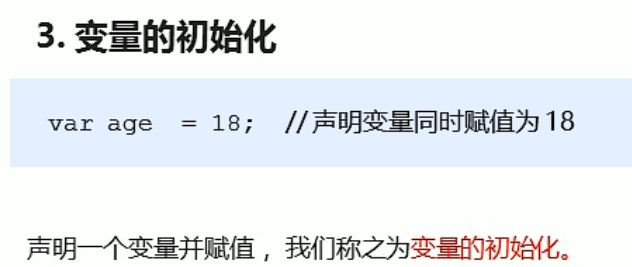 3. 变量的初始化
var age  = 18;  //声明变量同时赋值为 18
声明一个变量并赋值，我们称之为变量的初始化。